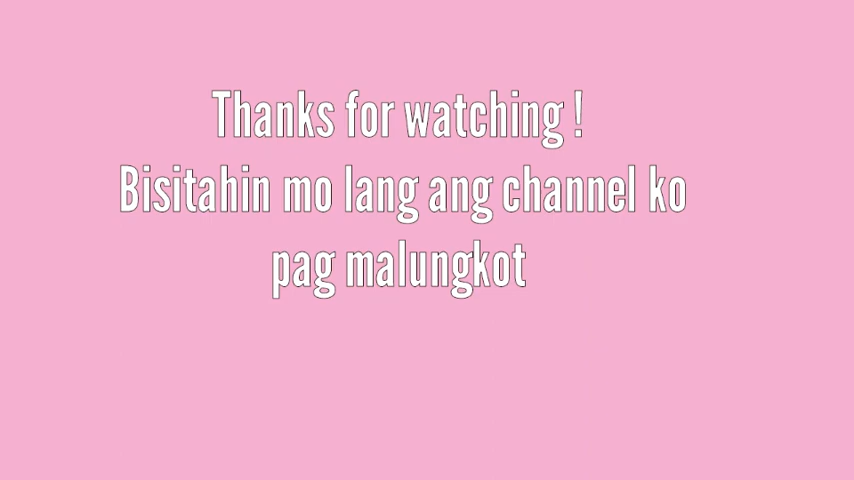 Thanks for watching !
Bisitahin mo lang ang channel ko
pag malungkot